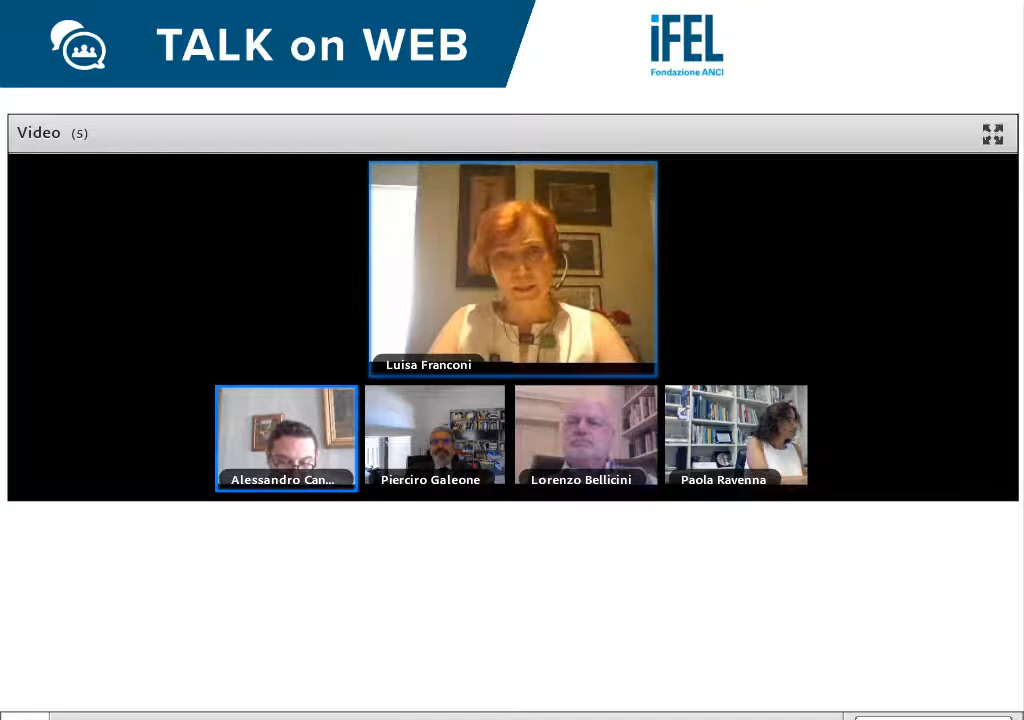 TALK on WEB
iFEL
Fondazione ANCI
Video (5)
Luisa Franconi
Alessandro Can...
Pierciro Galeone
Lorenzo Bellicini
Paola Ravenna